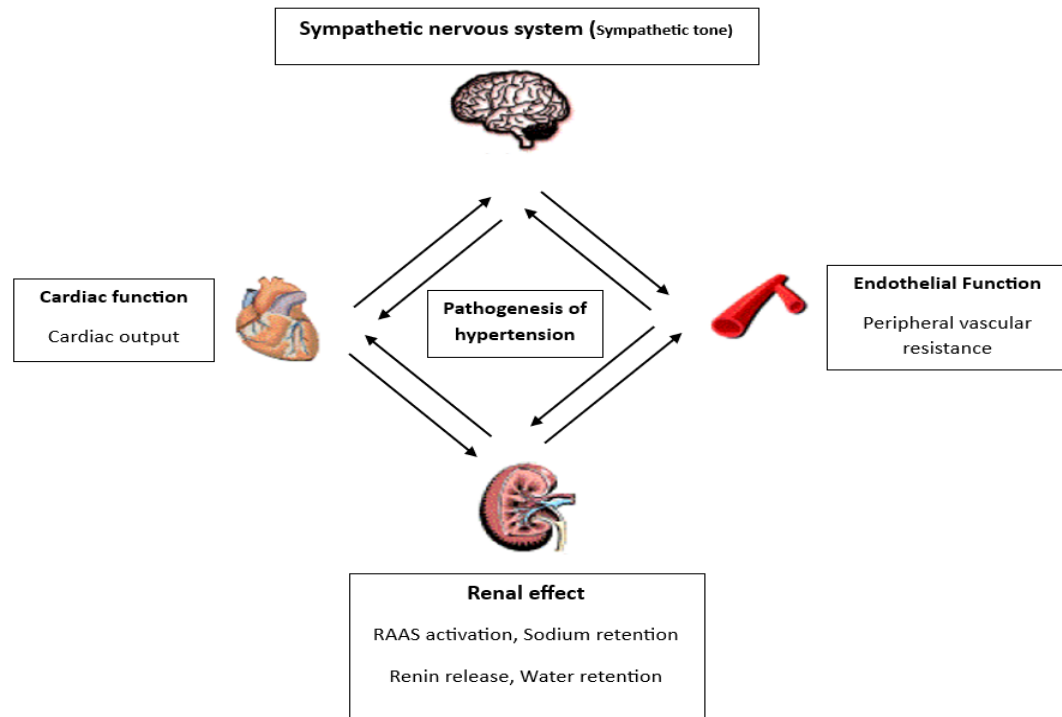 Sympathetic nervous system (Sympathetic tone)
Cardiac function
Cardiac output
Pathogenesis of
hypertension
Endothelial Function
Peripheral vascular
resistance
Renal effect
RAAS activation, Sodium retention
Renin release, Water retention